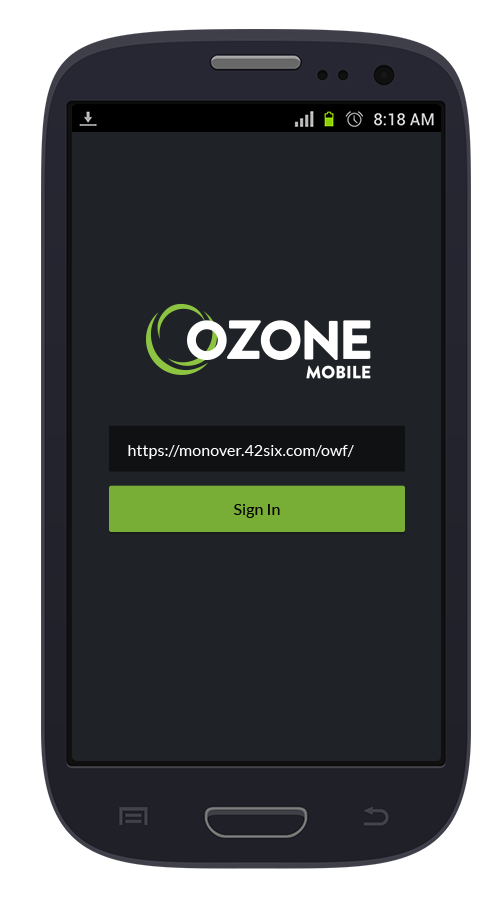 8:18 AM
OZONE
MOBILE
https://monover.42six.com/owf/
Sign In